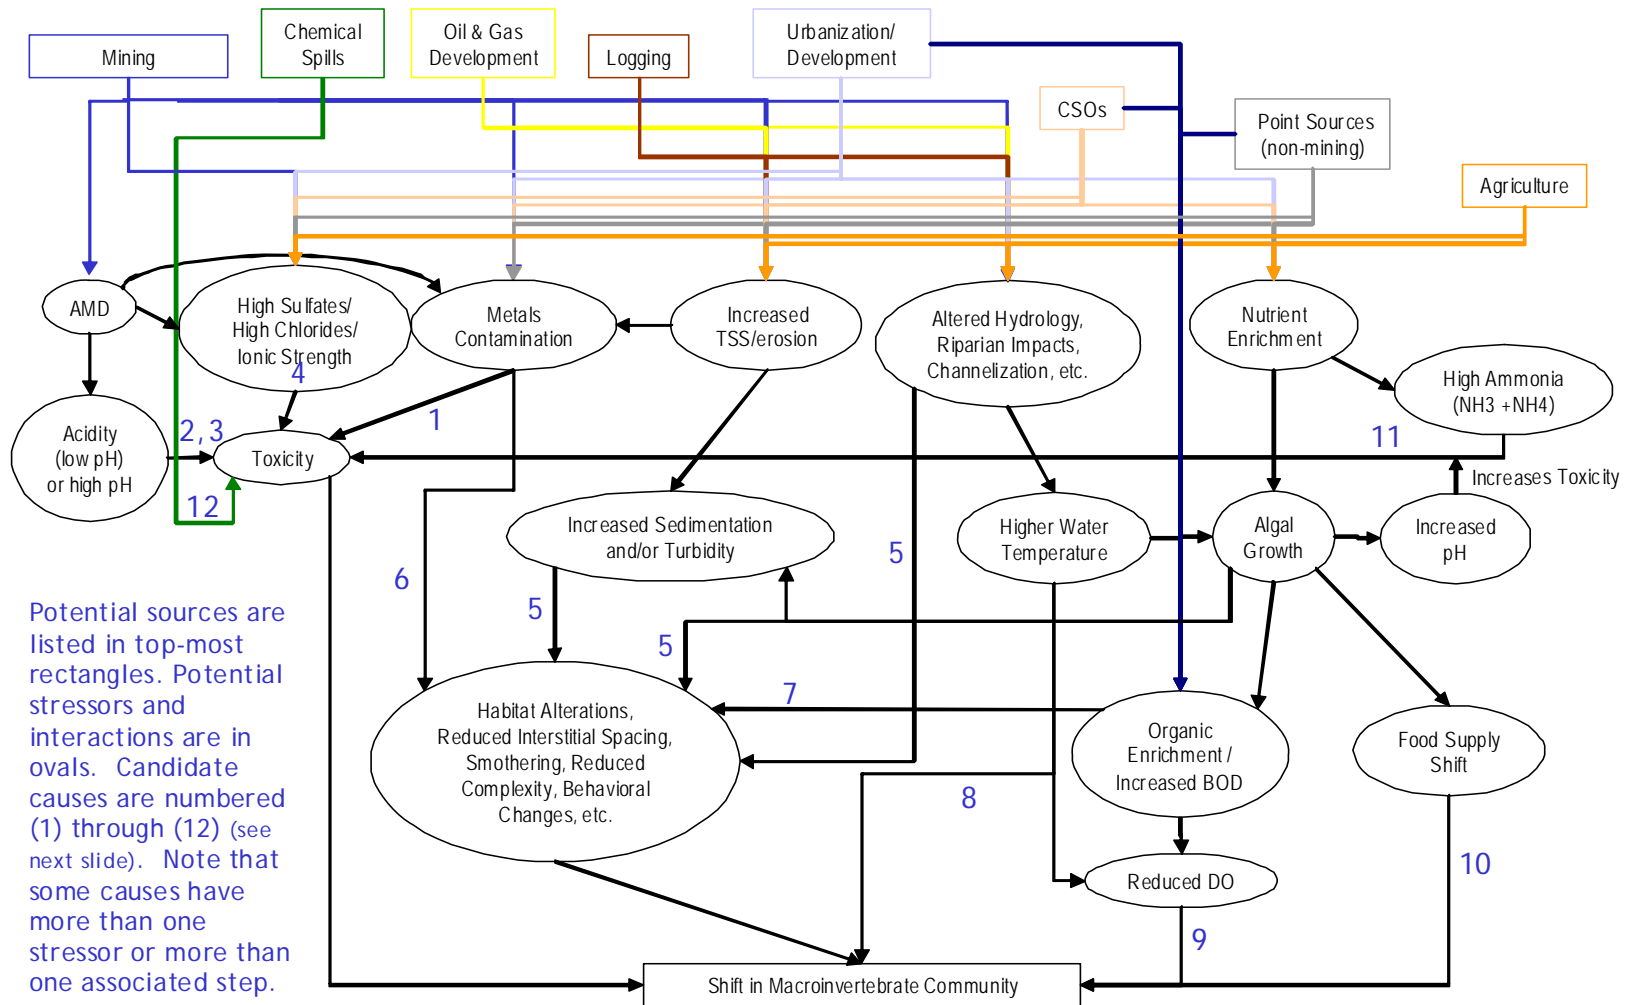 Mining
Chemical
Spills
Oil & Gas
Development
Logging
Urbanization/
Development
CSOs
Point Sources
(non-mining)
Agriculture
AMD
High Sulfates/
High Chlorides/
Ionic Strength
4
Metals
Contamination
Increased
TSS/erosion
Altered Hydrology,
Riparian Impacts,
Channelization, etc.
Nutrient
Enrichment
High Ammonia
(NH3 +NH4)
Acidity
(low pH)
or high pH
2, 3
Toxicity
1
11
12
Increases Toxicity
Increased Sedimentation
and/or Turbidity
5
Higher Water
Temperature
Algal
Growth
Increased
pH
6
5
5
Potential sources are
listed in top-most
rectangles. Potential
stressors and
interactions are in
ovals. Candidate
causes are numbered
(1) through (12) (see
next slide). Note that
some causes have
more than one
stressor or more than
one associated step.
7
Habitat Alterations,
Reduced Interstitial Spacing,
Smothering, Reduced
Complexity, Behavioral
Changes, etc.
Organic
Enrichment /
Increased BOD
Food Supply
Shift
8
Reduced DO
10
9
Shift in Macroinvertebrate Community